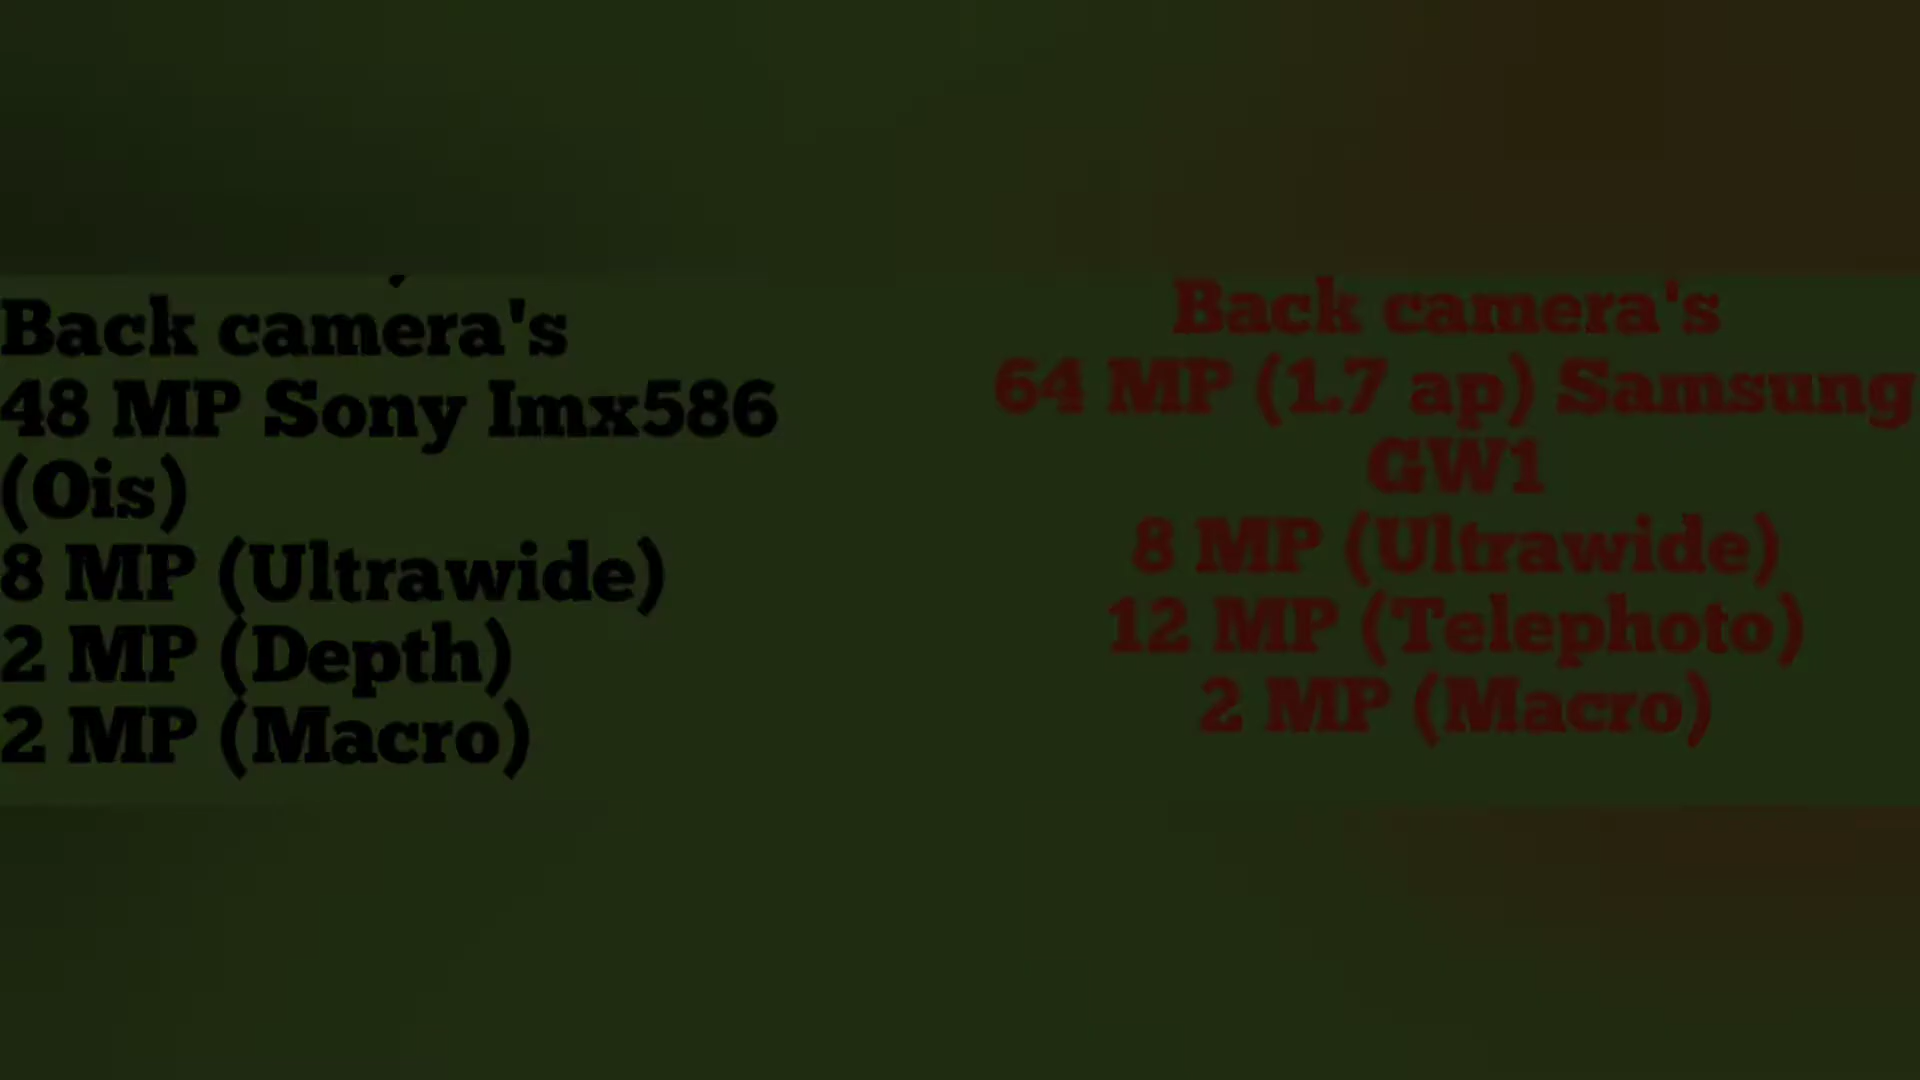 Back camera's
48 MP Sony Imx586
(Ois)
8 MP (Ultrawide)
2 MP (Depth)
2 MP (Macro)
Back camera's
64 MP (1.7 ap) Samsung
GW1
8 MP (Ultrawide)
12 MP (Telephoto)
2 MP (Macro)